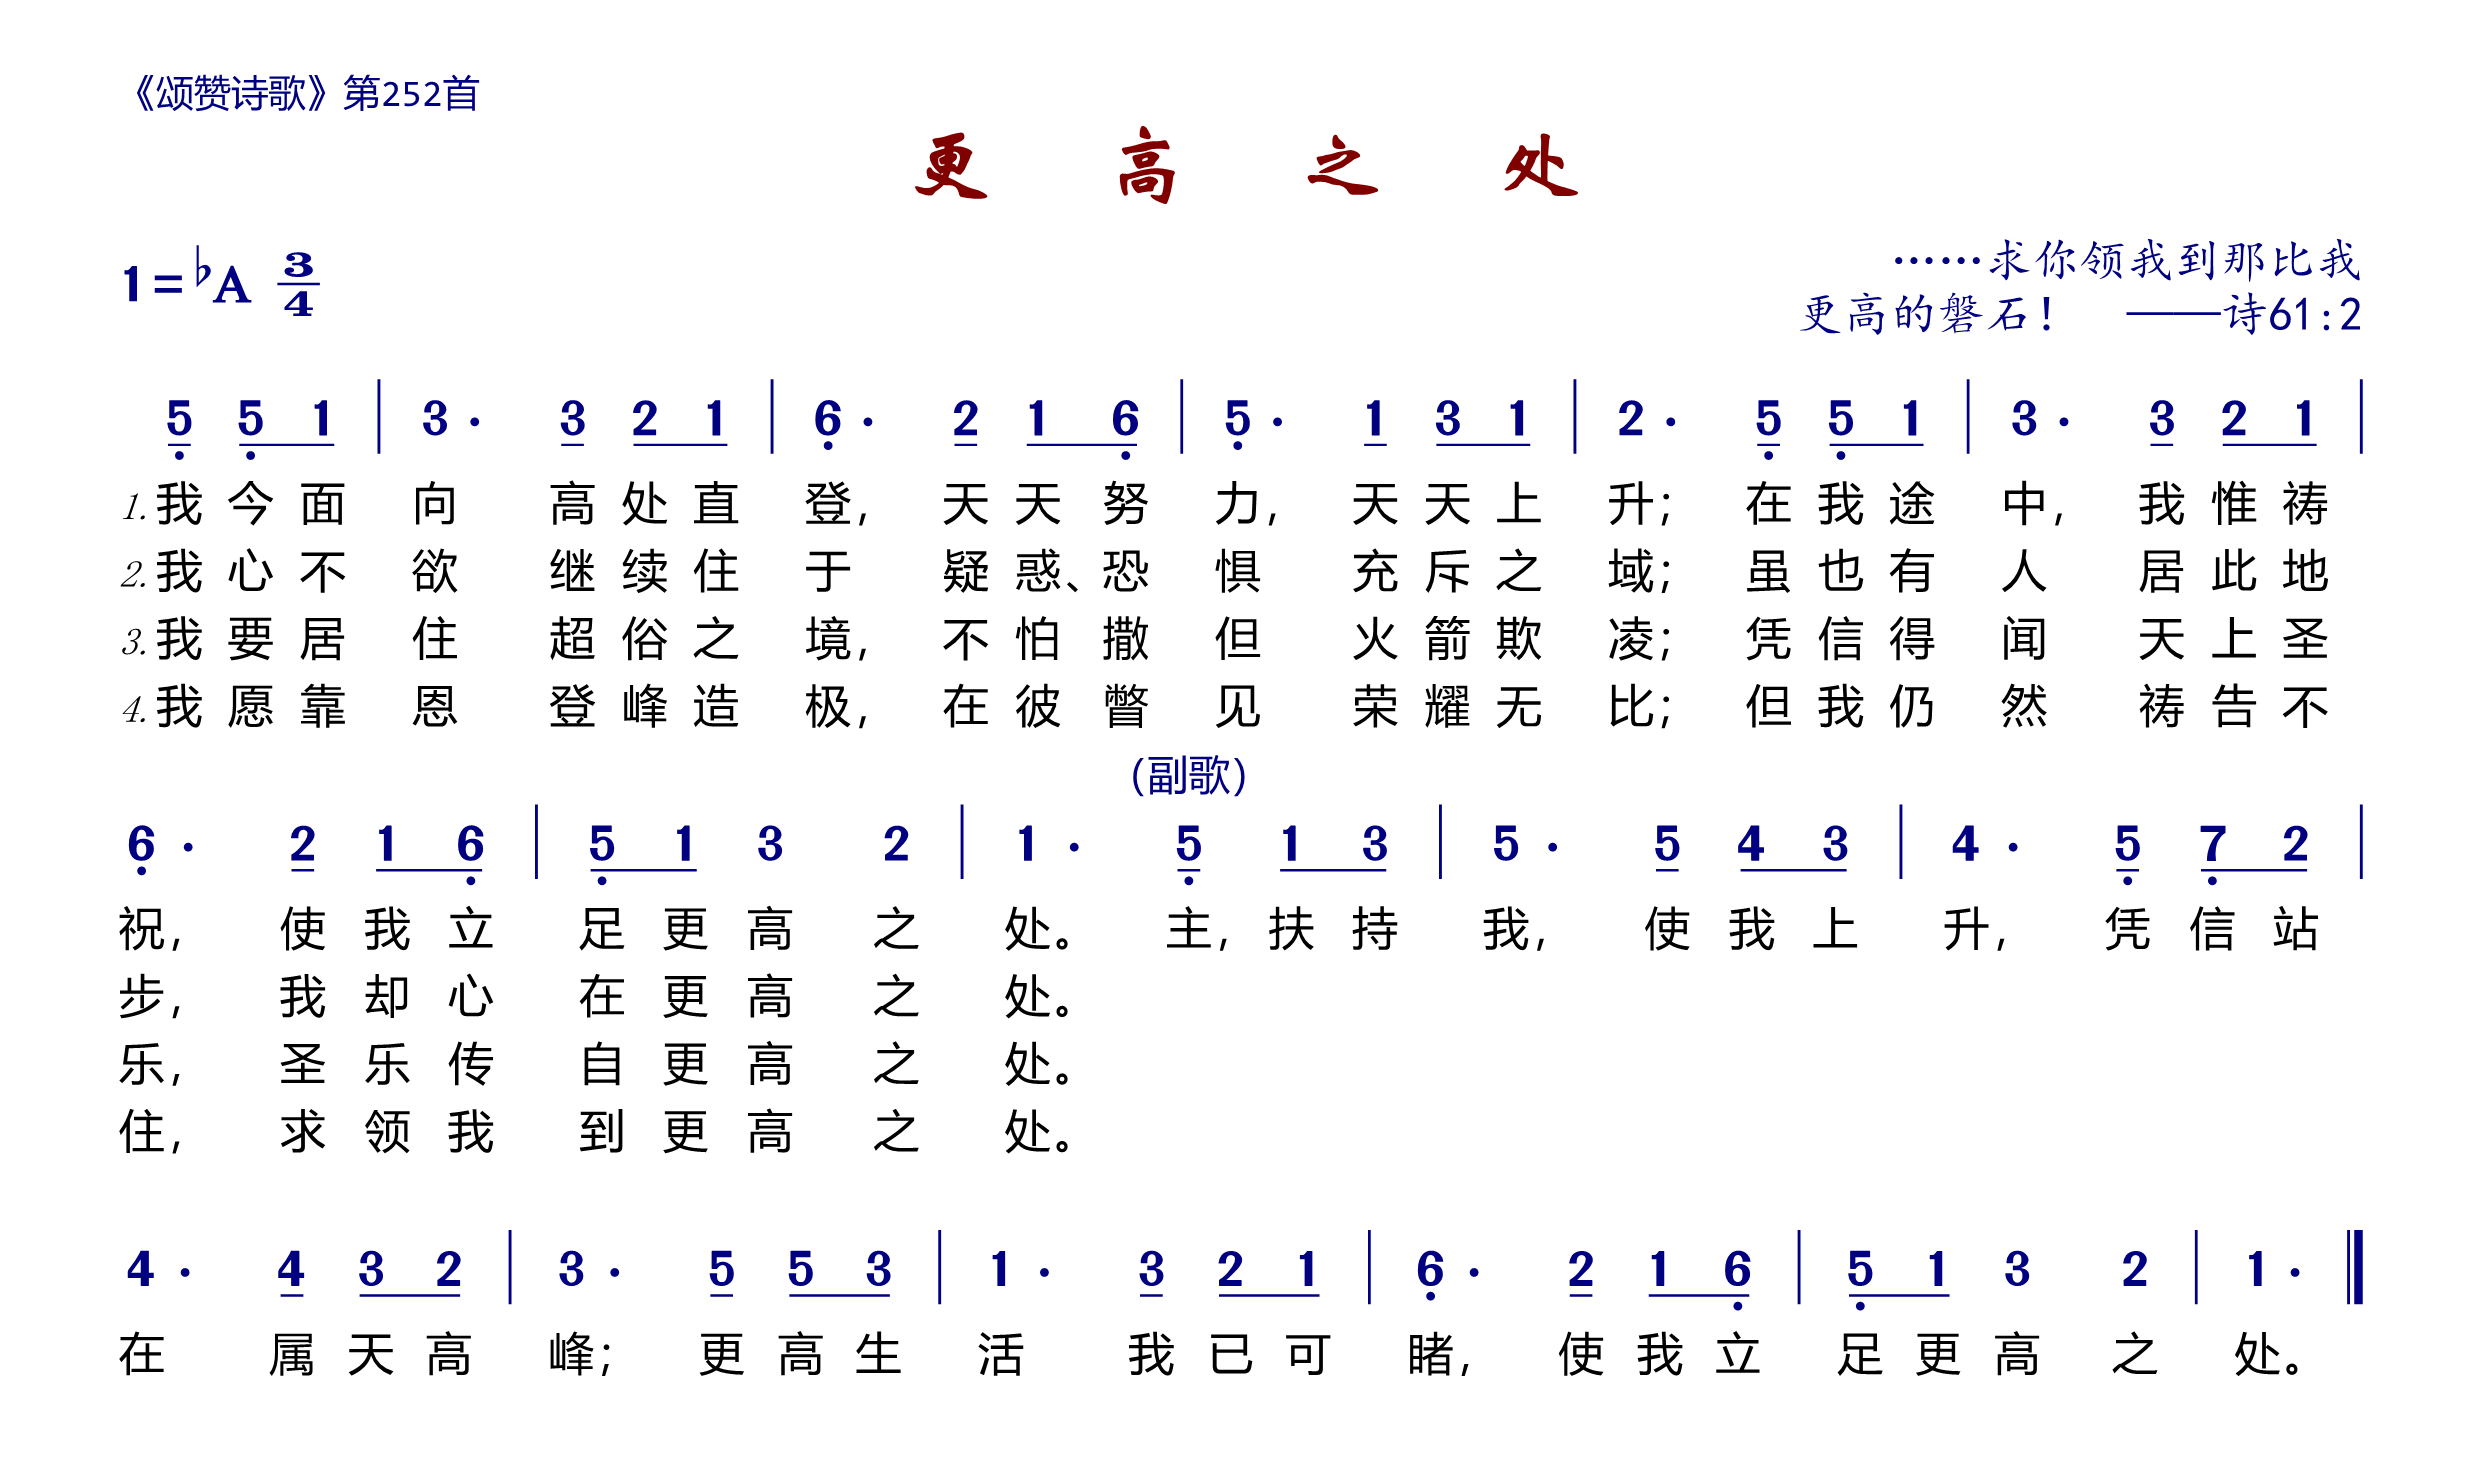 《颂赞诗歌》第252首
更 高 之 处
1=♭A 3/4
……求你领我到那比我
更高的磐石！ ——诗61:2
5 5 1 | 3· 3 2 1 | 6· 2 1 6 | 5· 1 3 1 | 2· 5 5 1 | 3· 3 2 1 |
1.我今面向高处直登，天天努力，天天上升；在我途中，我惟祷
2.我心不欲继续住于疑惑、恐惧充斥之域；虽也有人居此地
3.我要居住超俗之境，不怕撒但火箭欺凌；凭信得闻天上圣
4.我愿靠恩登峰造极，在彼瞥见荣耀无比；但我仍然祷告不
(副歌)
6· 2 1 6 | 5 1 3 2 | 1· 5 1 3 | 5· 5 4 3 | 4· 5 7 2 |
祝，使我立足更高之处。主，扶持我，使我上升，凭信站
步，我却心在更高之处。
乐，圣乐传自更高之处。
住，求领我到更高之处。
4· 4 3 2 | 3· 5 5 3 | 1· 3 2 1 | 6· 2 1 6 | 5 1 3 2 | 1· ‖
在属天高峰；更高生活我已可睹，使我立足更高之处。